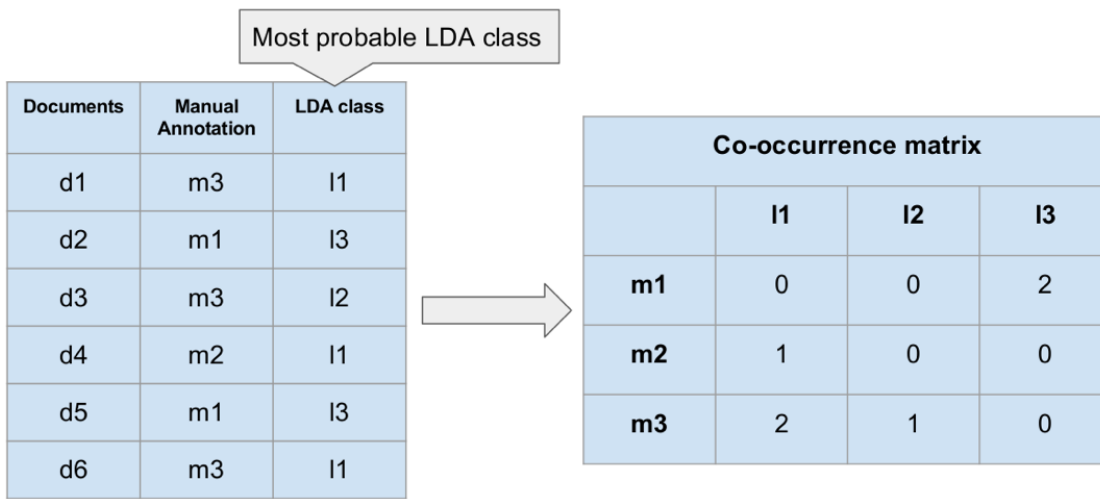 Most probable LDA class
Documents Manual Annotation LDA class
d1 m3 l1
d2 m1 l3
d3 m3 l2
d4 m2 l1
d5 m1 l3
d6 m3 l1
Co-occurrence matrix
l1 l2 l3
m1 0 0 2
m2 1 0 0
m3 2 1 0